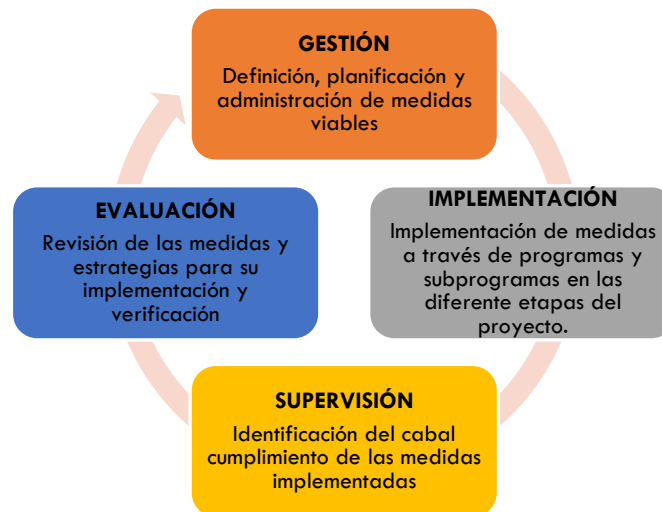 GESTIÓN
Definición, planificación y
administración de medidas
viables
IMPLEMENTACIÓN
Implementación de medidas
a través de programas y
subprogramas en las
diferente etapas del
proyecto.
SUPERVISIÓN
Identificación del cabal
cumplimiento de las medidas
implementadas
EVALUACIÓN
Revisión de las medidas y
estrategias para su
implementación y
verificación